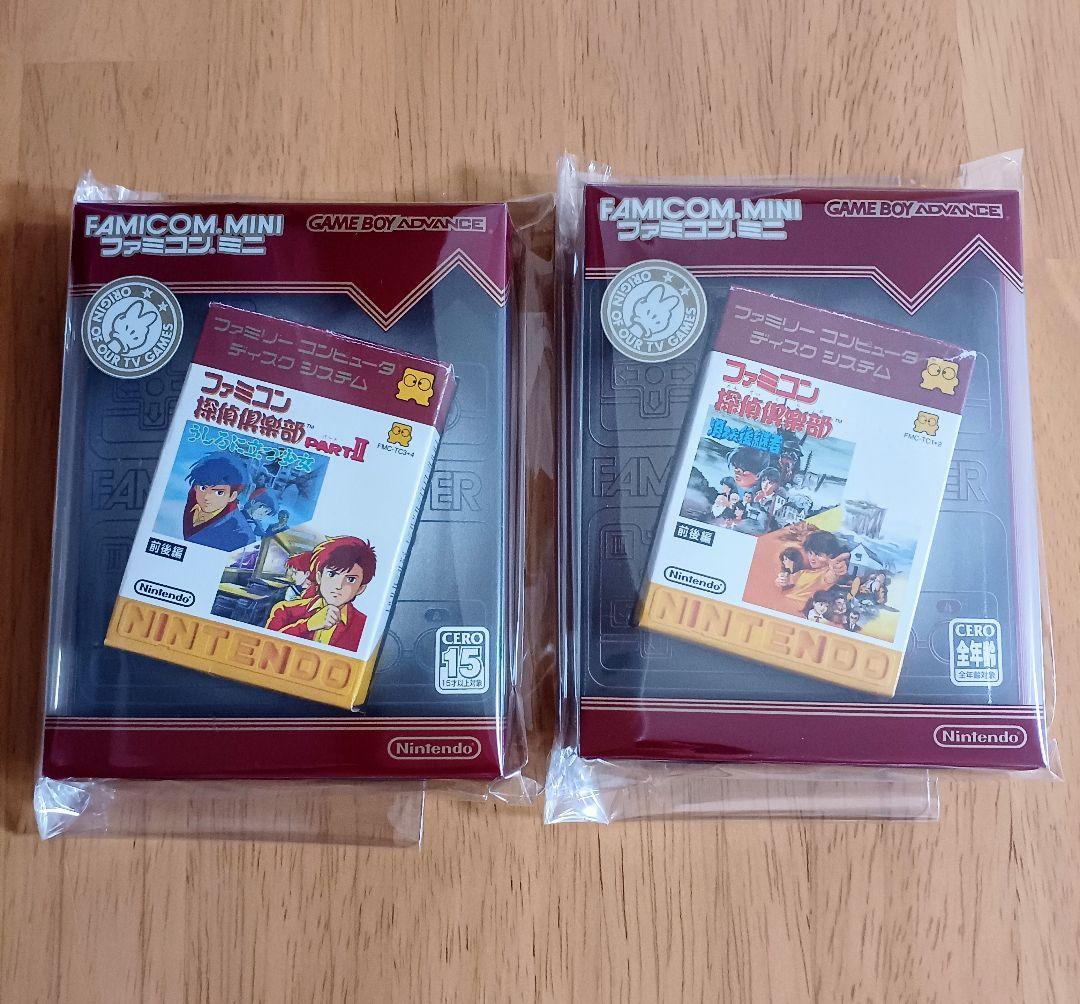 FAMICOM MINI
ファミコン ミニ
GAME BOY ADVANCE
ORIGIN OF OUR TV GAMES
ファミリー コンピュータ
ディスク システム
ファミコン
探偵倶楽部™
PART II
うしろに立つ少女
FMC-TC3•4
前後編
Nintendo
NINTENDO
CERO
15
15才以上対象
Nintendo
FAMICOM MINI
ファミコン ミニ
GAME BOY ADVANCE
ORIGIN OF OUR TV GAMES
ファミリー コンピュータ
ディスク システム
ファミコン
探偵倶楽部™
消えた後継者
FMC-TC1•2
前後編
Nintendo
NINTENDO
CERO
全年齢
全年齢対象
Nintendo